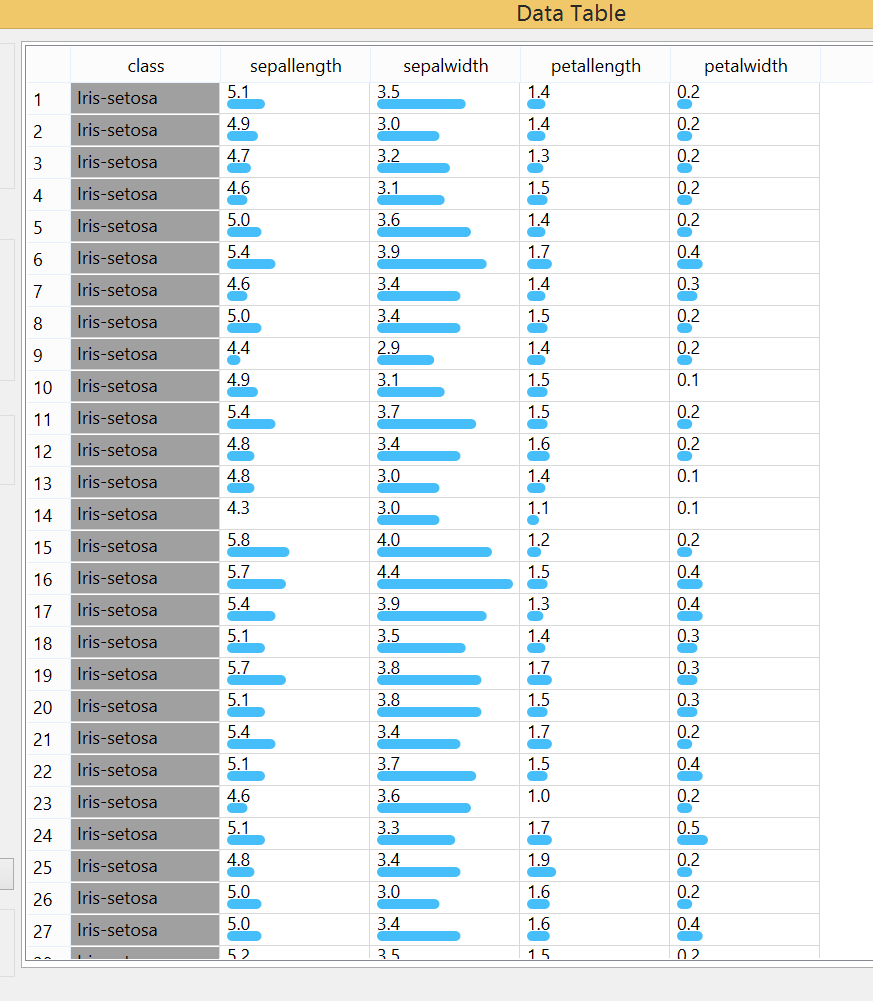 Data Table
class sepallength sepalwidth petallength petalwidth
1 Iris-setosa 5.1 3.5 1.4 0.2
2 Iris-setosa 4.9 3.0 1.4 0.2
3 Iris-setosa 4.7 3.2 1.3 0.2
4 Iris-setosa 4.6 3.1 1.5 0.2
5 Iris-setosa 5.0 3.6 1.4 0.2
6 Iris-setosa 5.4 3.9 1.7 0.4
7 Iris-setosa 4.6 3.4 1.4 0.3
8 Iris-setosa 5.0 3.4 1.5 0.2
9 Iris-setosa 4.4 2.9 1.4 0.2
10 Iris-setosa 4.9 3.1 1.5 0.1
11 Iris-setosa 5.4 3.7 1.5 0.2
12 Iris-setosa 4.8 3.4 1.6 0.2
13 Iris-setosa 4.8 3.0 1.4 0.1
14 Iris-setosa 4.3 3.0 1.1 0.1
15 Iris-setosa 5.8 4.0 1.2 0.2
16 Iris-setosa 5.7 4.4 1.5 0.4
17 Iris-setosa 5.4 3.9 1.3 0.4
18 Iris-setosa 5.1 3.5 1.4 0.3
19 Iris-setosa 5.7 3.8 1.7 0.3
20 Iris-setosa 5.1 3.8 1.5 0.3
21 Iris-setosa 5.4 3.4 1.7 0.2
22 Iris-setosa 5.1 3.7 1.5 0.4
23 Iris-setosa 4.6 3.6 1.0 0.2
24 Iris-setosa 5.1 3.3 1.7 0.5
25 Iris-setosa 4.8 3.4 1.9 0.2
26 Iris-setosa 5.0 3.0 1.6 0.2
27 Iris-setosa 5.0 3.4 1.6 0.4
5.2 3.5 1.5 0.2